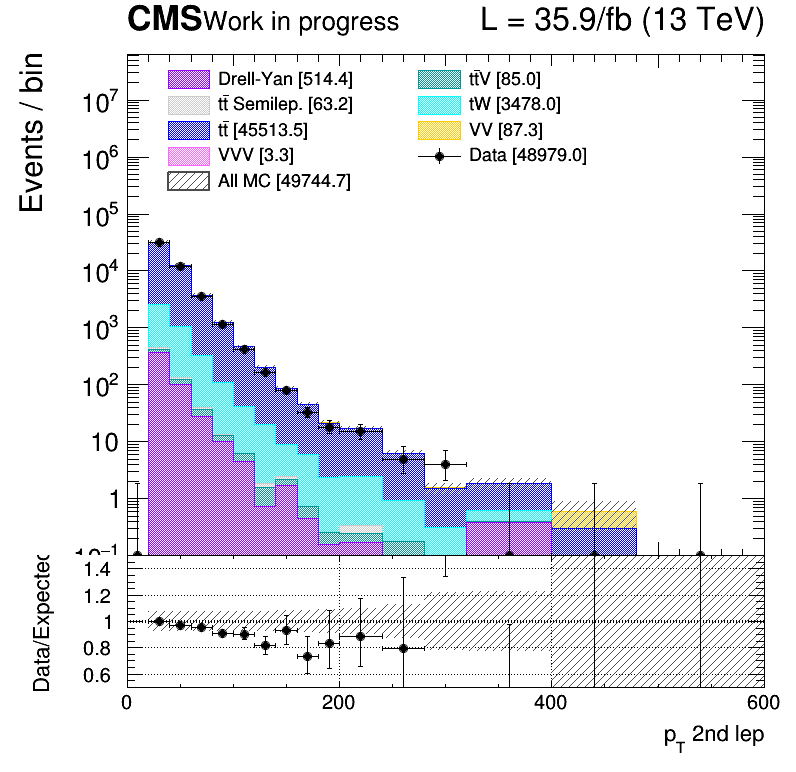 CMS Work in progress L = 35.9/fb (13 TeV)
Events / bin
Drell-Yan [514.4]
tt̄ Semilep. [63.2]
tt̄ [45513.5]
VVV [3.3]
All MC [49744.7]
tt̄V [85.0]
tW [3478.0]
VV [87.3]
Data [48979.0]
10⁷
10⁶
10⁵
10⁴
10³
10²
10
1
10⁻¹
Data/Expected
1.4
1.2
1
0.8
0.6
0 200 400 600
p_T 2nd lep